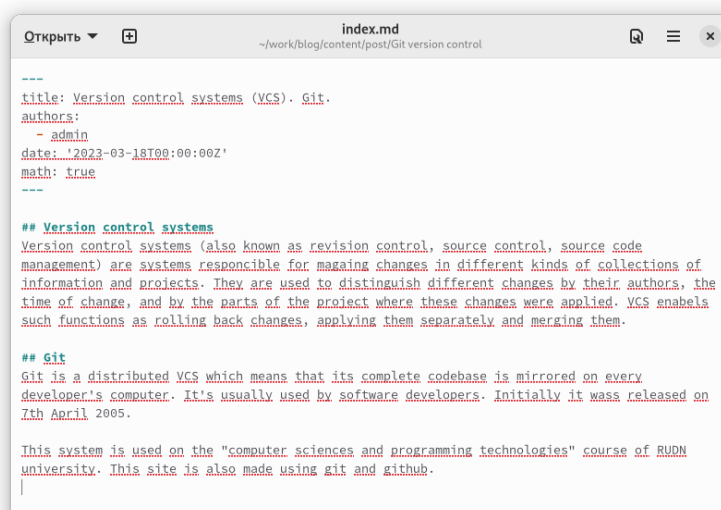 Открыть
index.md
~/work/blog/content/post/Git version control
---
title: Version control systems (VCS). Git.
authors:
  - admin
date: '2023-03-18T00:00:00Z'
math: true
---
## Version control systems
Version control systems (also known as revision control, source control, source code
management) are systems responcible for magaing changes in different kinds of collections of
information and projects. They are used to distinguish different changes by their authors, the
time of change, and by the parts of the project where these changes were applied. VCS enabels
such functions as rolling back changes, applying them separately and merging them.
## Git
Git is a distributed VCS which means that its complete codebase is mirrored on every
developer's computer. It's usually used by software developers. Initially it wass released on
7th April 2005.
This system is used on the "computer sciences and programming technologies" course of RUDN
university. This site is also made using git and github.